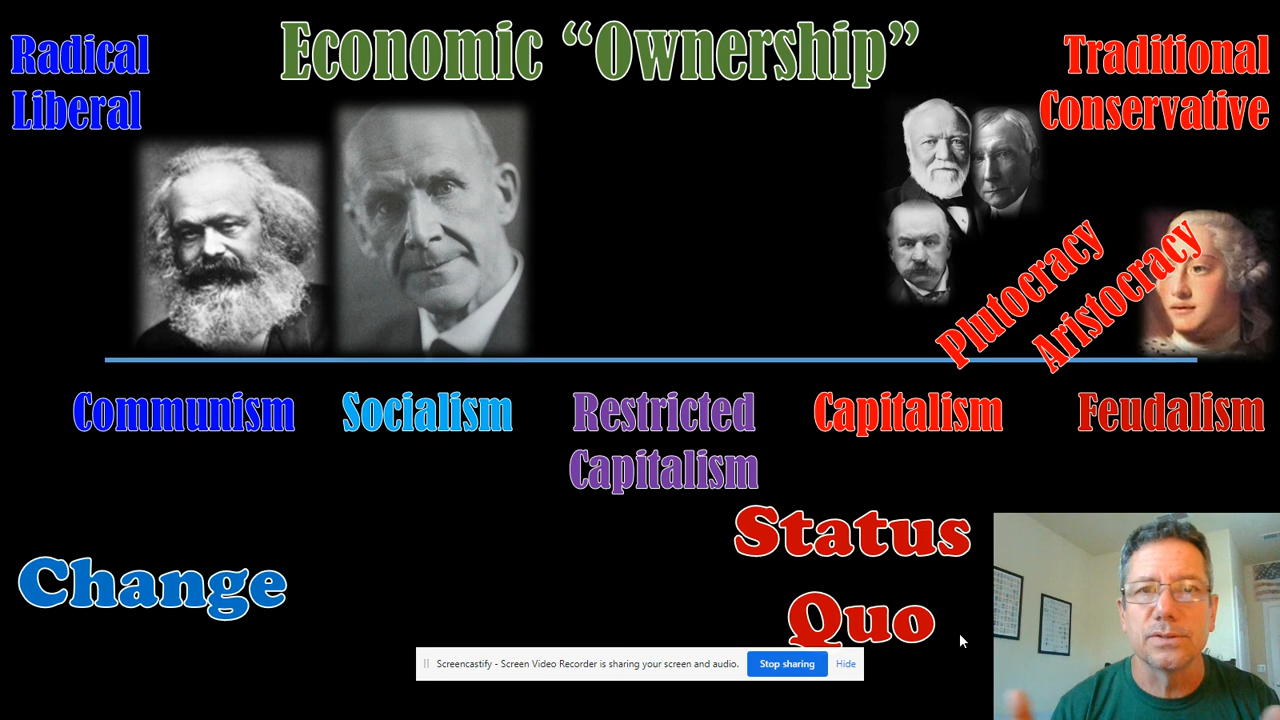 Economic “Ownership”
Radical
Liberal
Traditional
Conservative
Plutocracy
Aristocracy
Communism
Socialism
Restricted
Capitalism
Capitalism
Feudalism
Change
Status
Quo
Screencastify - Screen Video Recorder is sharing your screen and audio.
Stop sharing
Hide